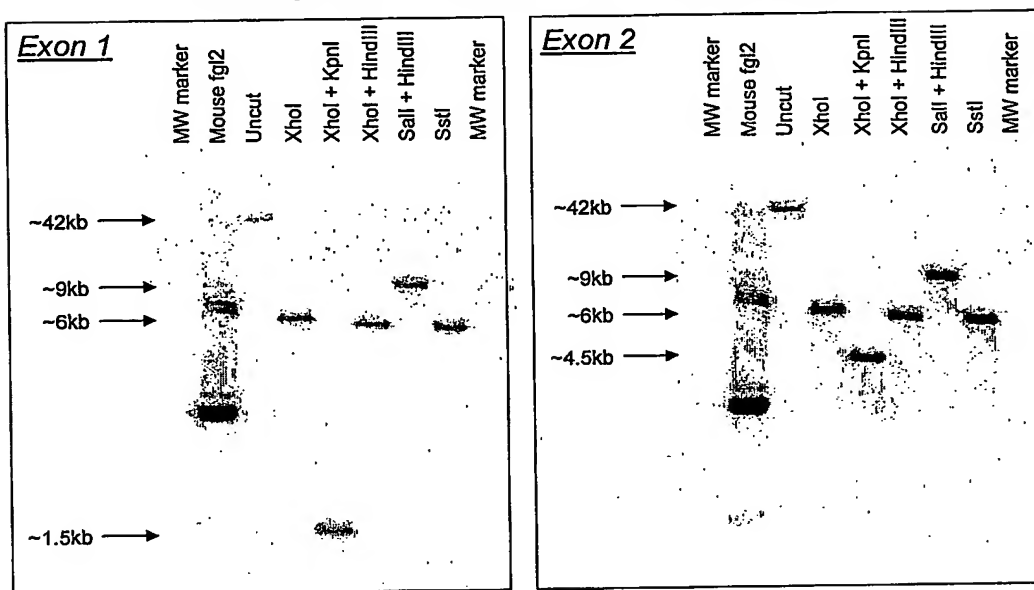 Exon 1
MW marker
Mouse fgl2
Uncut
XhoI
XhoI + KpnI
XhoI + HindIII
SalI + HindIII
SstI
MW marker
~42kb
~9kb
~6kb
~1.5kb
Exon 2
MW marker
Mouse fgl2
Uncut
XhoI
XhoI + KpnI
XhoI + HindIII
SalI + HindIII
SstI
MW marker
~42kb
~9kb
~6kb
~4.5kb